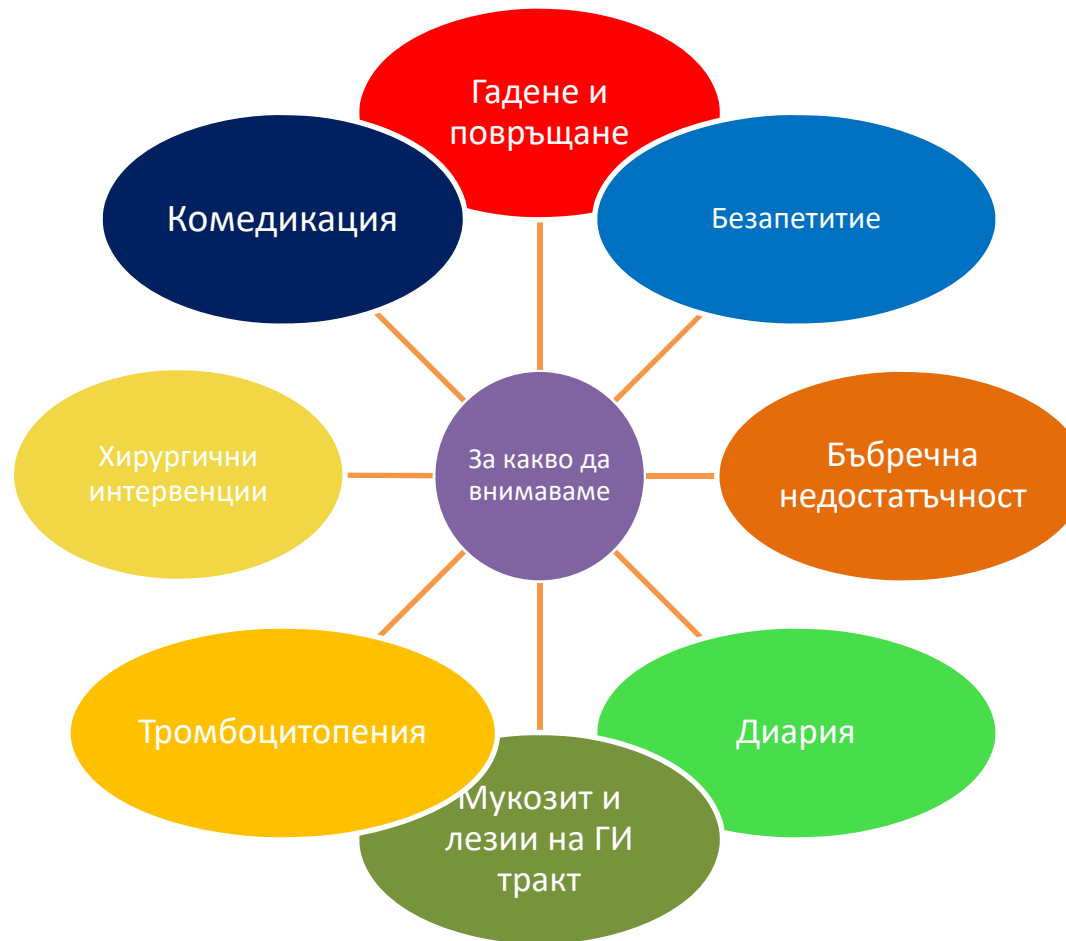 Гадене и
повръщане
Безапетитие
Бъбречна
недостатъчност
Диария
Мукозит и
лезии на ГИ
тракт
Тромбоцитопения
Хирургични
интервенции
Комедикация
За какво да
внимаваме